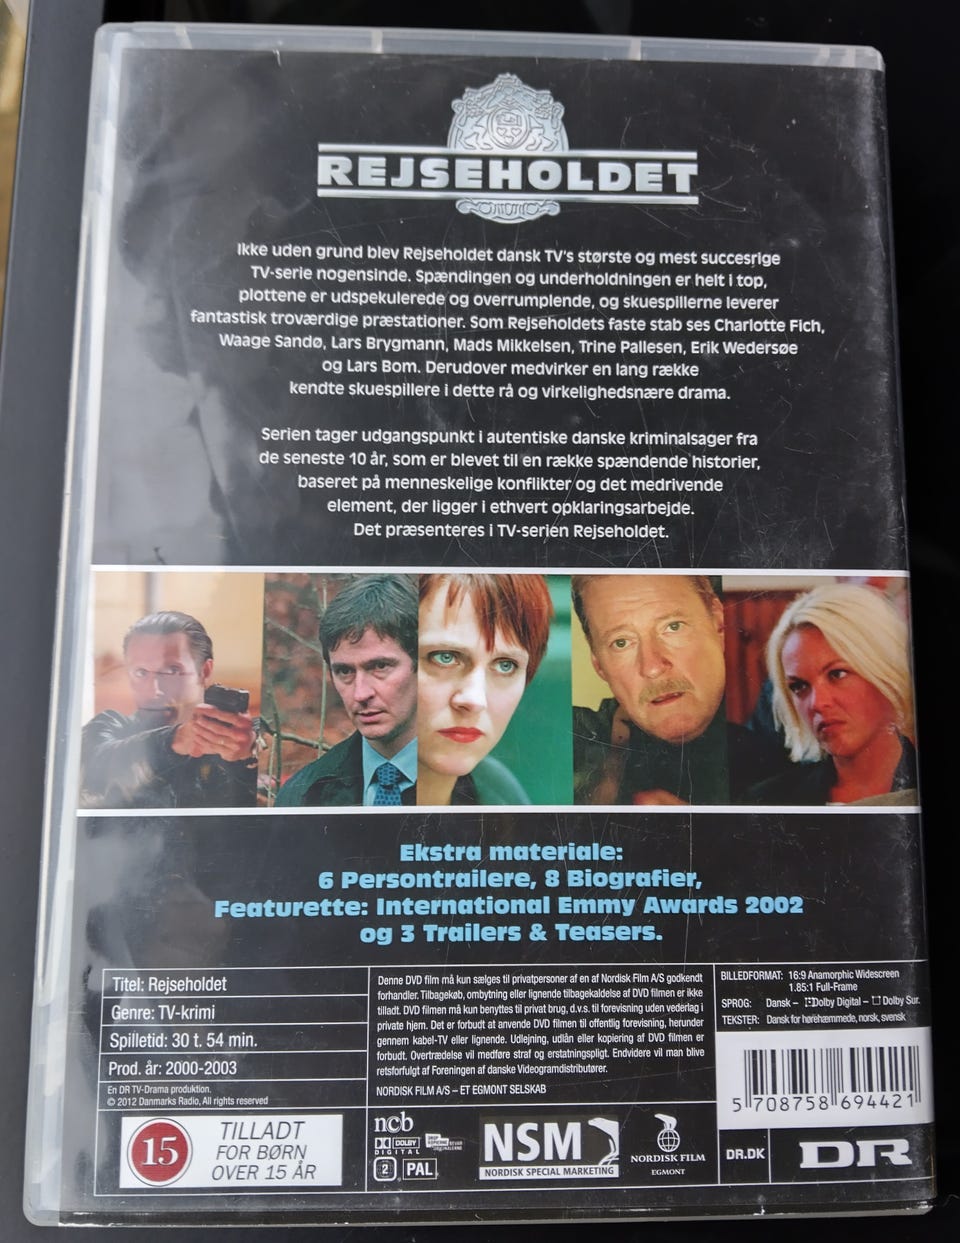 REJSEHOLDET
Ikke uden grund blev Rejseholdet dansk TV's største og mest succesrige
TV-serie nogensinde. Spændingen og underholdningen er helt i top,
plottene er udspekulerede og overrumplende, og skuespillerne leverer
fantastisk troværdige præstationer. Som Rejseholdets faste stab ses Charlotte Fich,
Waage Sandø, Lars Brygmann, Mads Mikkelsen, Trine Pallesen, Erik Wedersøe
og Lars Bom. Derudover medvirker en lang række
kendte skuespillere i dette rå og virkelighedsnære drama.
Serien tager udgangspunkt i autentiske danske kriminalsager fra
de seneste 10 år, som er blevet til en række spændende historier,
baseret på menneskelige konflikter og det medrivende
element, der ligger i ethvert opklaringsarbejde.
Det præsenteres i TV-serien Rejseholdet.
Ekstra materiale:
6 Persontrailere, 8 Biografier,
Featurette: International Emmy Awards 2002
og 3 Trailers & Teasers.
Titel: Rejseholdet
Genre: TV-krimi
Spilletid: 30 t. 54 min.
Prod. år: 2000-2003
En DR TV-Drama produktion.
© 2012 Danmarks Radio, All rights reserved
Denne DVD film må kun sælges til privatpersoner af en af Nordisk Film A/S godkendt
forhandler. Tilbagekøb, ombytning eller lignende tilbagekaldelse af DVD filmen er ikke
tilladt. DVD filmen må kun benyttes til privat brug, d.v.s. til forevisning uden vederlag i
private hjem. Det er forbudt at anvende DVD filmen til offentlig forevisning, herunder
gennem kabel-TV eller lignende. Udlejning, udlån eller kopiering af DVD filmen er
forbudt. Overtrædelse vil medføre straf og erstatningspligt. Endvidere vil man blive
retsforfulgt af Foreningen af danske Videogramdistributører.
NORDISK FILM A/S – ET EGMONT SELSKAB
BILLEDFORMAT: 16:9 Anamorphic Widescreen
1.85:1 Full-Frame
SPROG: Dansk – Dolby Digital – Dolby Sur.
TEKSTER: Dansk for hørehæmmede, norsk, svensk
5 708758 694421
15
TILLADT
FOR BØRN
OVER 15 ÅR
ncb
DOLBY
DIGITAL
2 PAL
NSM
NORDISK SPECIAL MARKETING
NORDISK FILM
EGMONT
DR.DK
DR